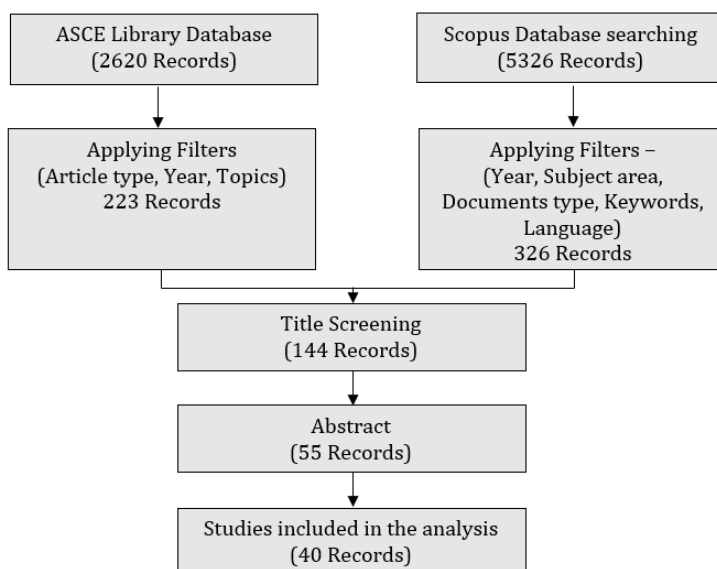 ASCE Library Database
(2620 Records)
Scopus Database searching
(5326 Records)
Applying Filters
(Article type, Year, Topics)
223 Records
Applying Filters –
(Year, Subject area,
Documents type, Keywords,
Language)
326 Records
Title Screening
(144 Records)
Abstract
(55 Records)
Studies included in the analysis
(40 Records)